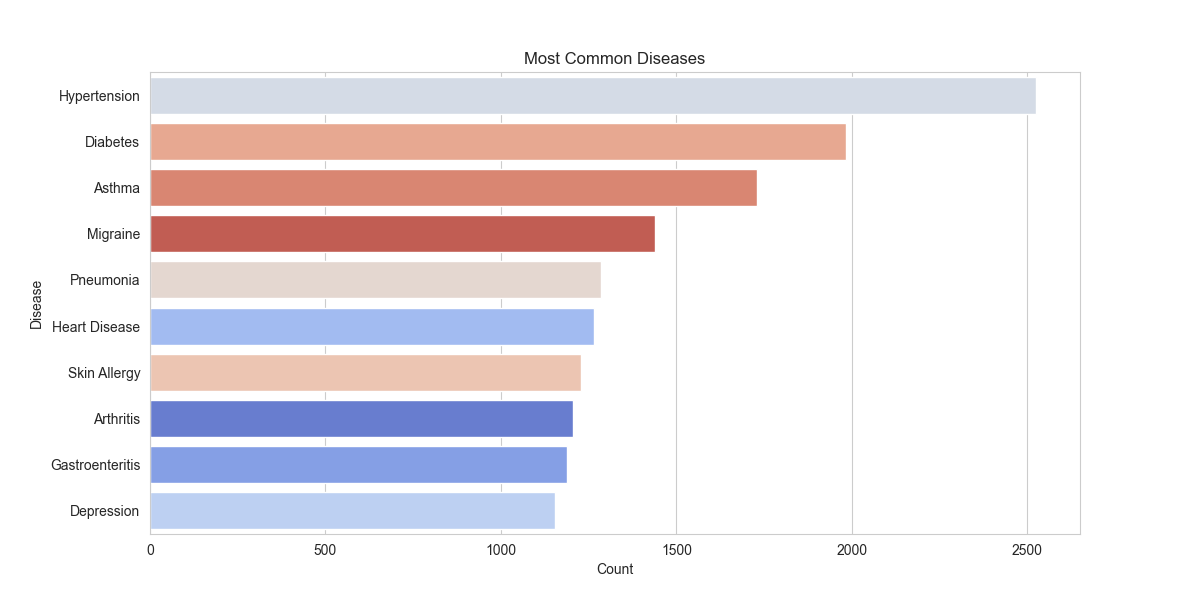 Most Common Diseases
Hypertension
Diabetes
Asthma
Migraine
Pneumonia
Heart Disease
Skin Allergy
Arthritis
Gastroenteritis
Depression
Disease
0 500 1000 1500 2000 2500
Count